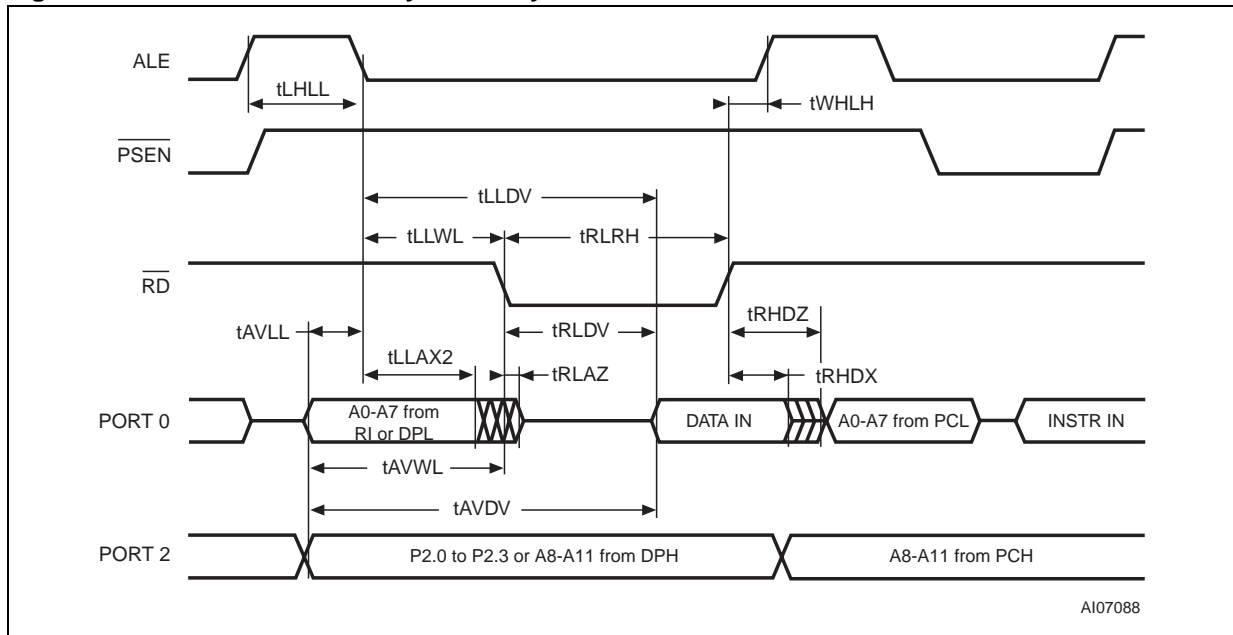 ALE
tLHLL
tWHLH
PSEN
tLLDV
tLLWL
tRLRH
RD
tAVLL
tRLDV
tRHDZ
tLLAX2
tRLAZ
tRHDX
PORT 0
A0-A7 from
RI or DPL
DATA IN
A0-A7 from PCL
INSTR IN
tAVWL
tAVDV
PORT 2
P2.0 to P2.3 or A8-A11 from DPH
A8-A11 from PCH
AI07088